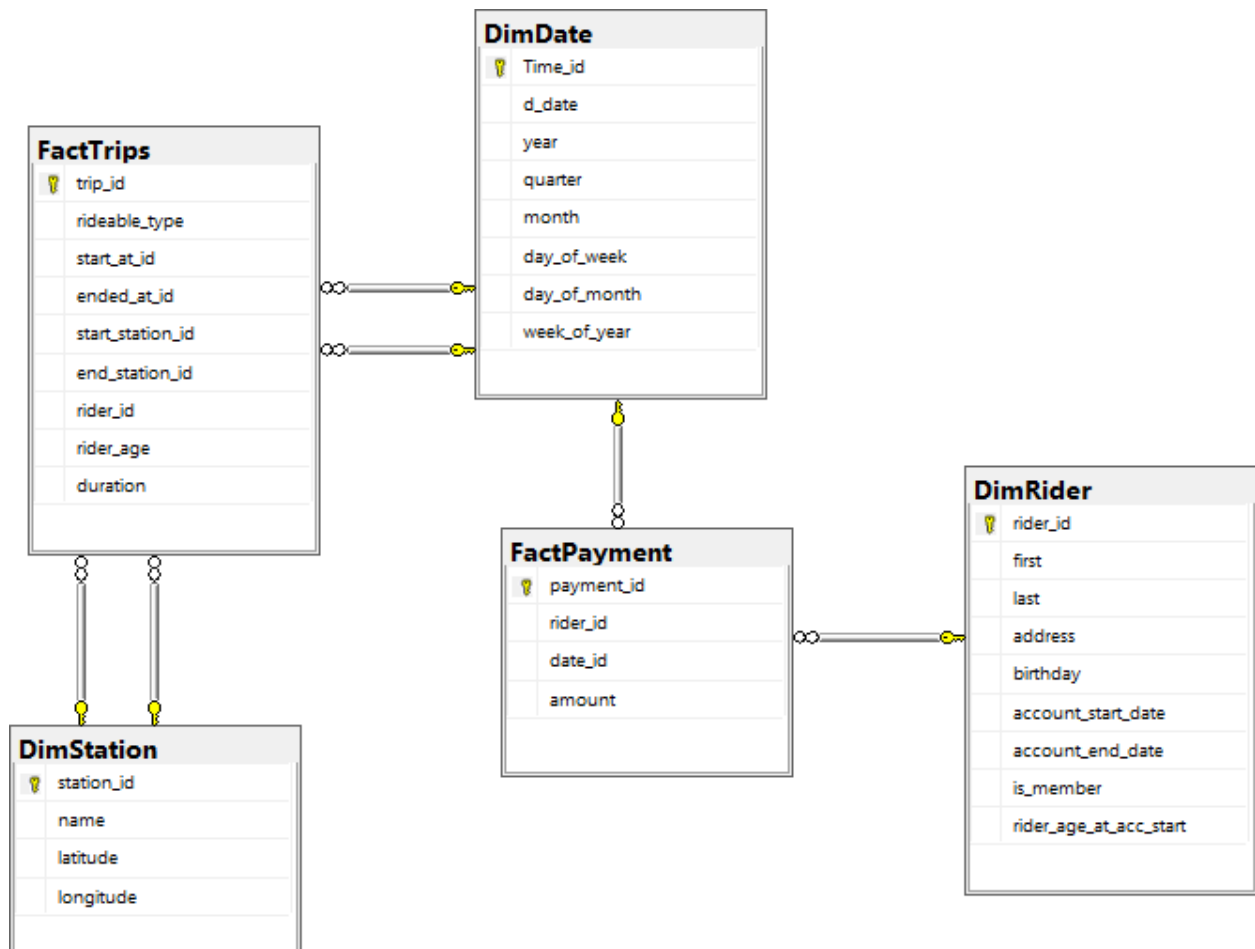 DimDate
Time_id
d_date
year
quarter
month
day_of_week
day_of_month
week_of_year
FactTrips
trip_id
rideable_type
start_at_id
ended_at_id
start_station_id
end_station_id
rider_id
rider_age
duration
DimRider
rider_id
first
last
address
birthday
account_start_date
account_end_date
is_member
rider_age_at_acc_start
FactPayment
payment_id
rider_id
date_id
amount
DimStation
station_id
name
latitude
longitude